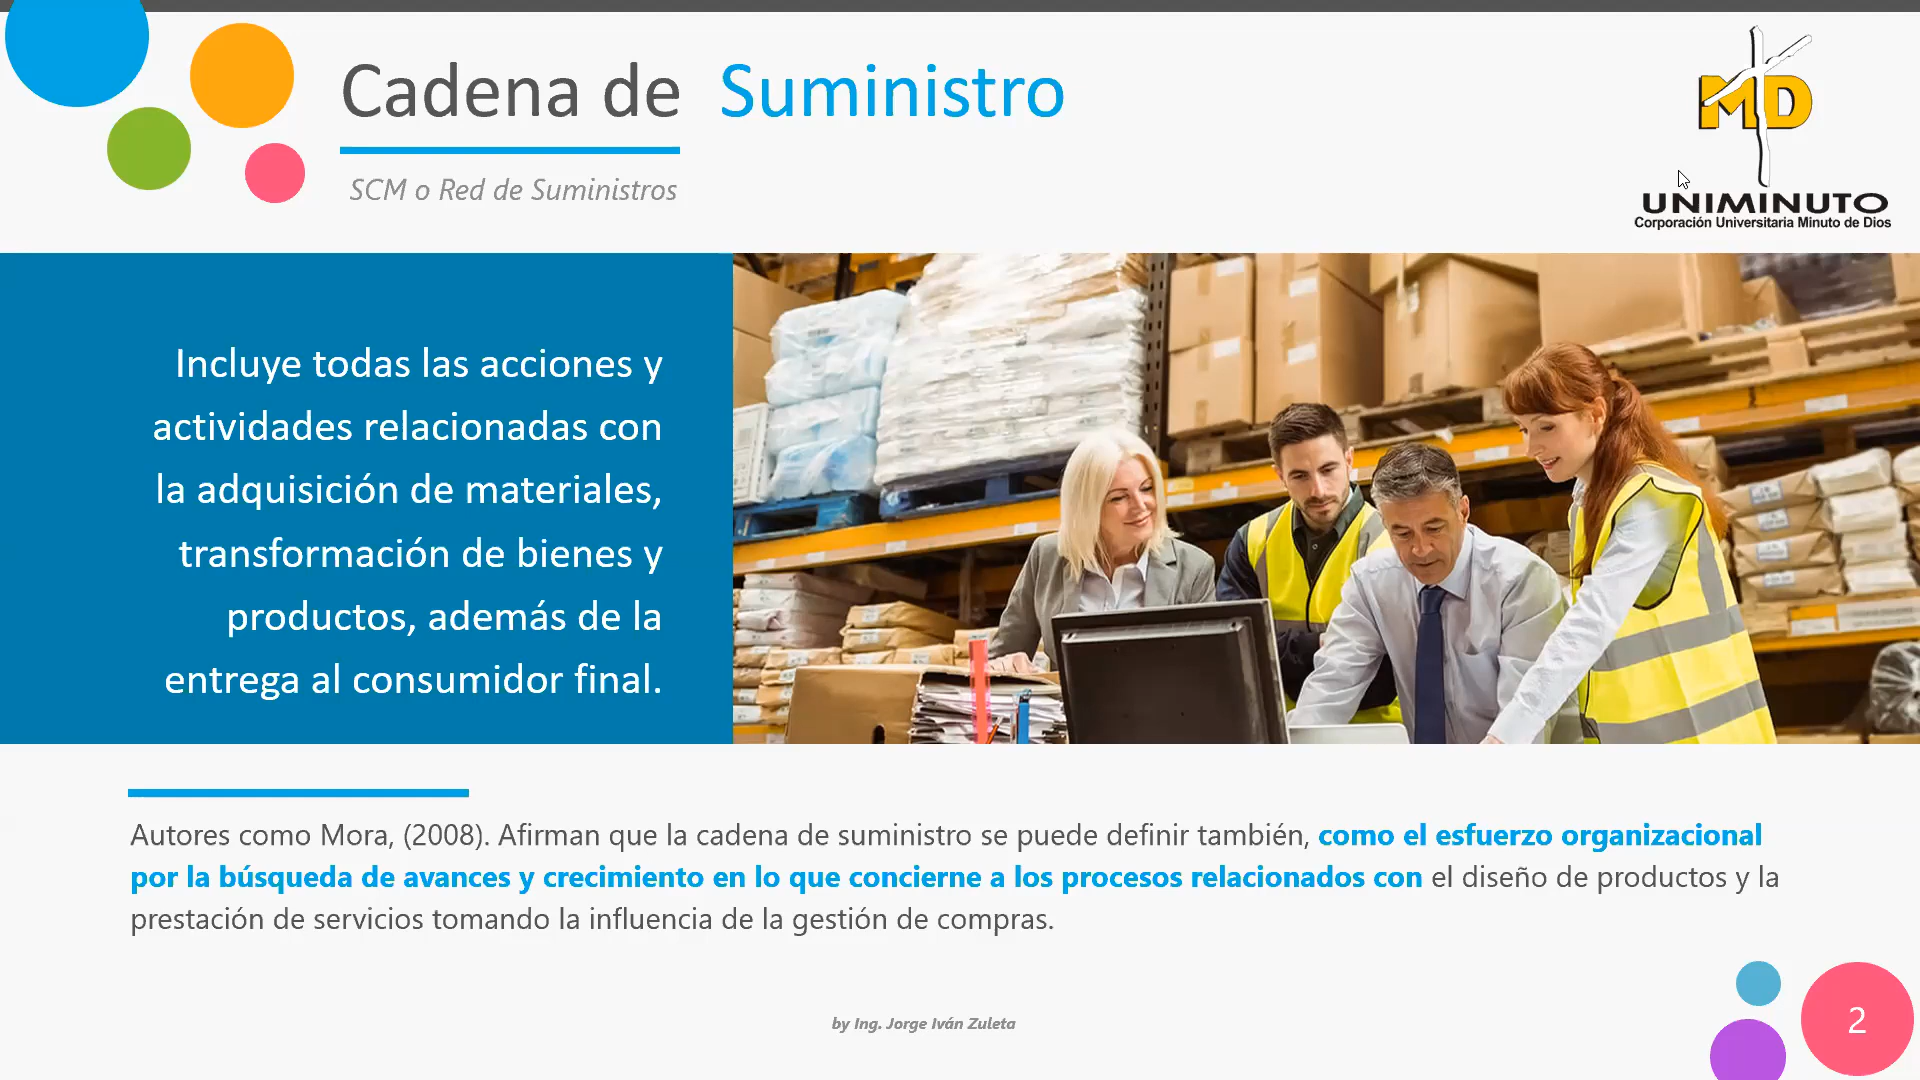 Cadena de Suministro
SCM o Red de Suministros
MD
UNIMINUTO
Corporación Universitaria Minuto de Dios
Incluye todas las acciones y
actividades relacionadas con
la adquisición de materiales,
transformación de bienes y
productos, además de la
entrega al consumidor final.
Autores como Mora, (2008). Afirman que la cadena de suministro se puede definir también, como el esfuerzo organizacional
por la búsqueda de avances y crecimiento en lo que concierne a los procesos relacionados con el diseño de productos y la
prestación de servicios tomando la influencia de la gestión de compras.
by Ing. Jorge Iván Zuleta
2